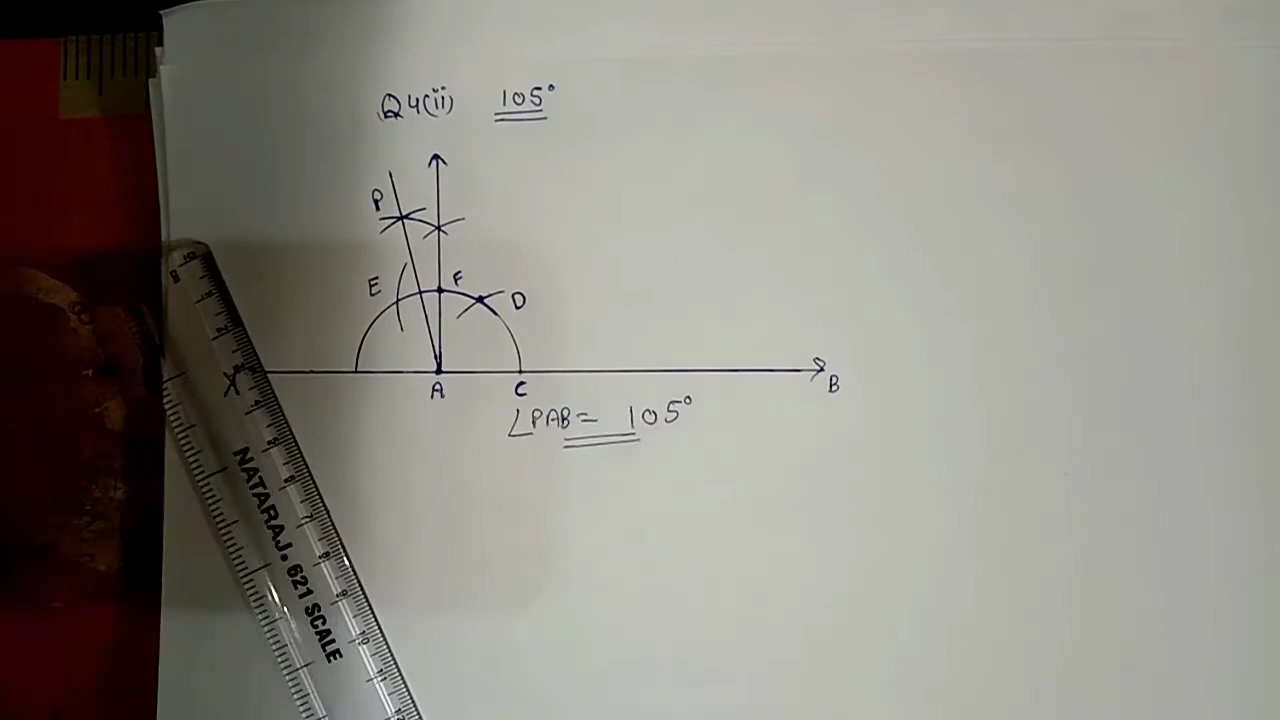 Q4(ii) 105°
P
E F D
A C B
X
∠PAB = 105°
NATARAJ. 621 SCALE